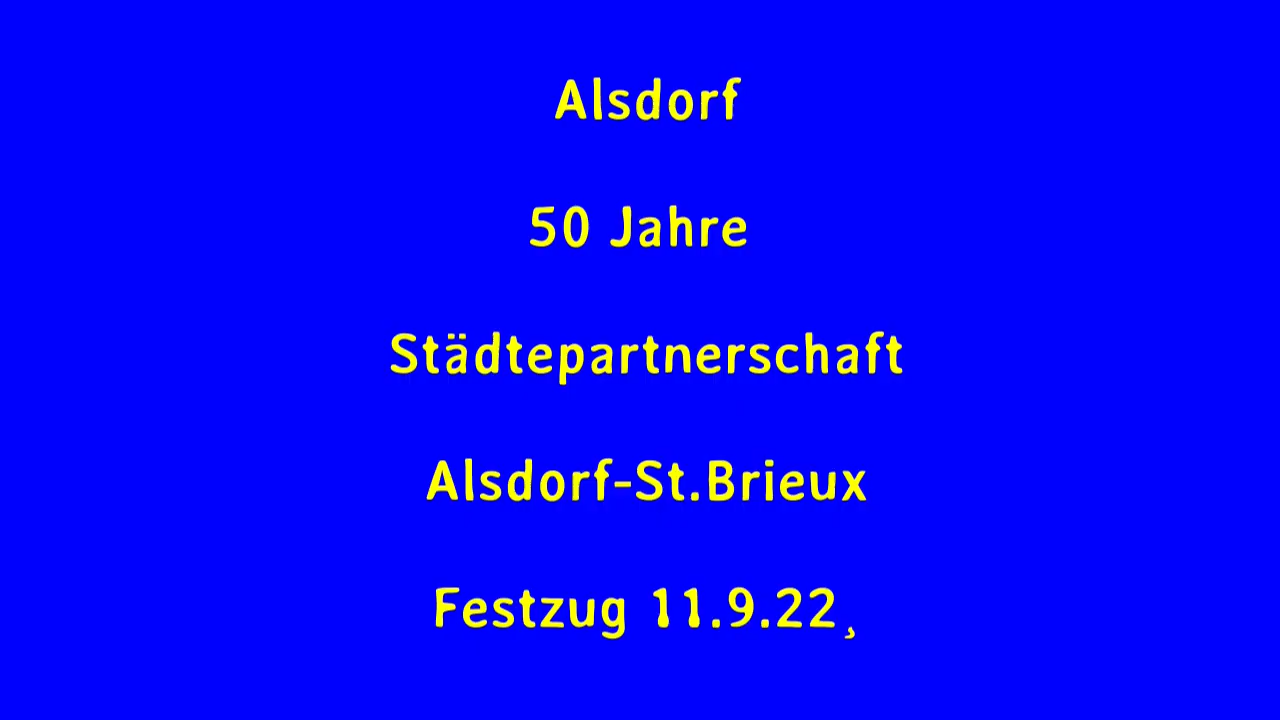 Alsdorf
50 Jahre
Städtepartnerschaft
Alsdorf-St.Brieux
Festzug 11.9.22¸